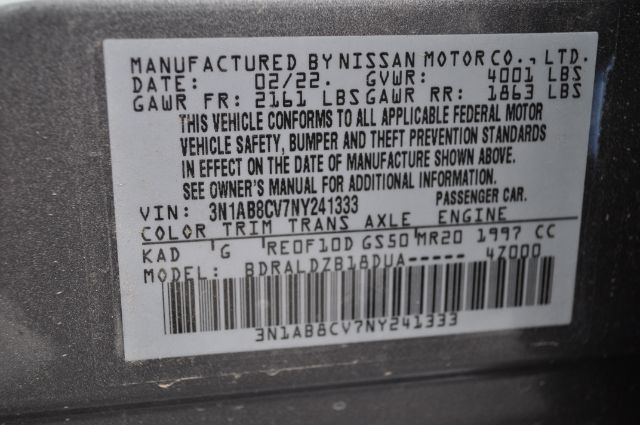 MANUFACTURED BY NISSAN MOTOR CO., LTD.
DATE: 02/22. GVWR: 4001 LBS
GAWR FR: 2161 LBS GAWR RR: 1863 LBS
THIS VEHICLE CONFORMS TO ALL APPLICABLE FEDERAL MOTOR
VEHICLE SAFETY, BUMPER AND THEFT PREVENTION STANDARDS
IN EFFECT ON THE DATE OF MANUFACTURE SHOWN ABOVE.
SEE OWNER'S MANUAL FOR ADDITIONAL INFORMATION.
VIN: 3N1AB8CV7NY241333 PASSENGER CAR.
COLOR TRIM TRANS AXLE ENGINE
KAD G RE0F10D GS50 MR20 1997 CC
MODEL: BDRALDZB18DUA----- 4Z000
3N1AB8CV7NY241333